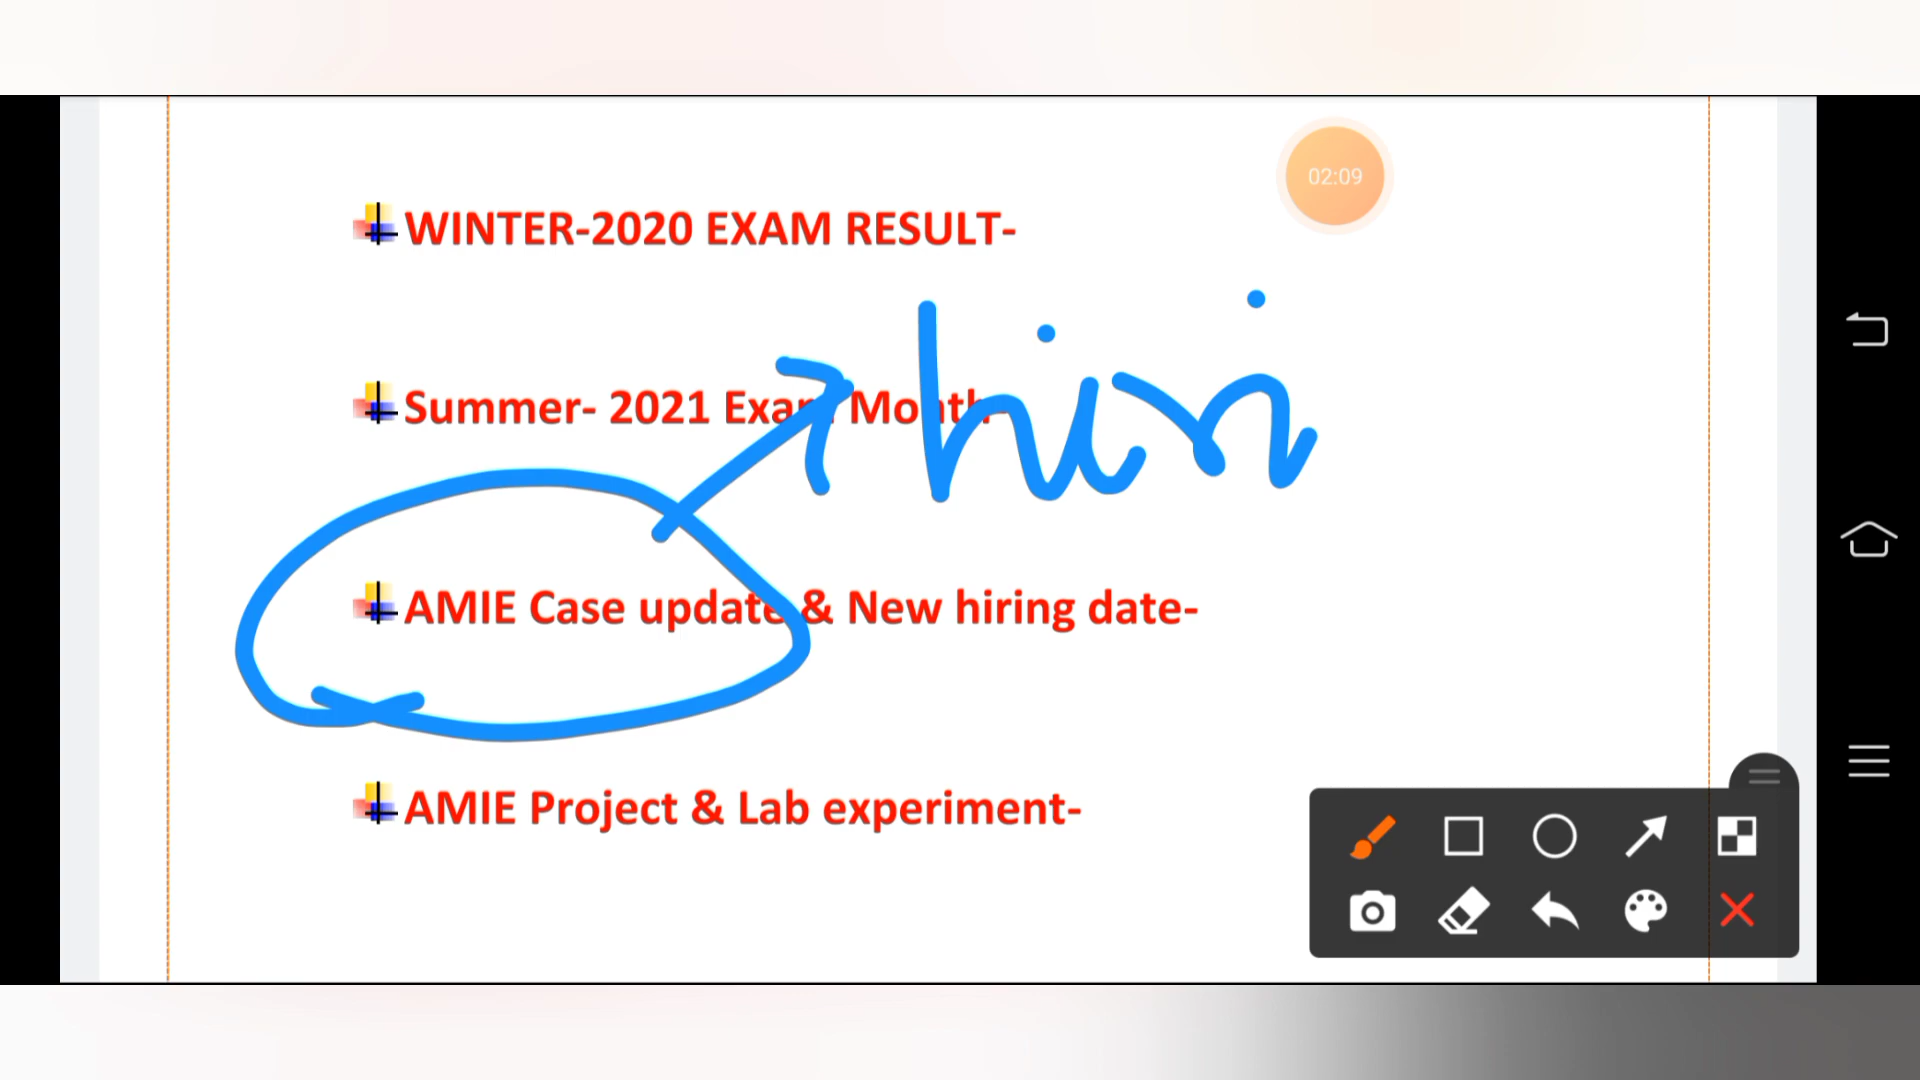 02:09
WINTER-2020 EXAM RESULT-
hiri
Summer- 2021 Exam Month-
AMIE Case update & New hiring date-
AMIE Project & Lab experiment-